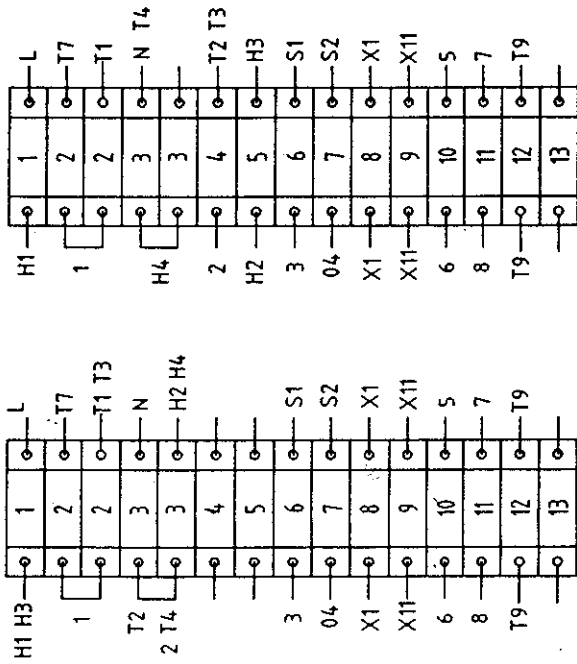 H1 H3 1 L
2 T7
1
2 T1 T3
T2 3 N
2 T4 3 H2 H4
4
5
3 6 S1
04 7 S2
X1 8 X1
X11 9 X11
6 10 5
8 11 7
T9 12 T9
13
H1 1 L
2 T7
1
2 T1
3 N T4
H4
3
2 4 T2 T3
H2 5 H3
3 6 S1
04 7 S2
X1 8 X1
X11 9 X11
6 10 5
8 11 7
T9 12 T9
13